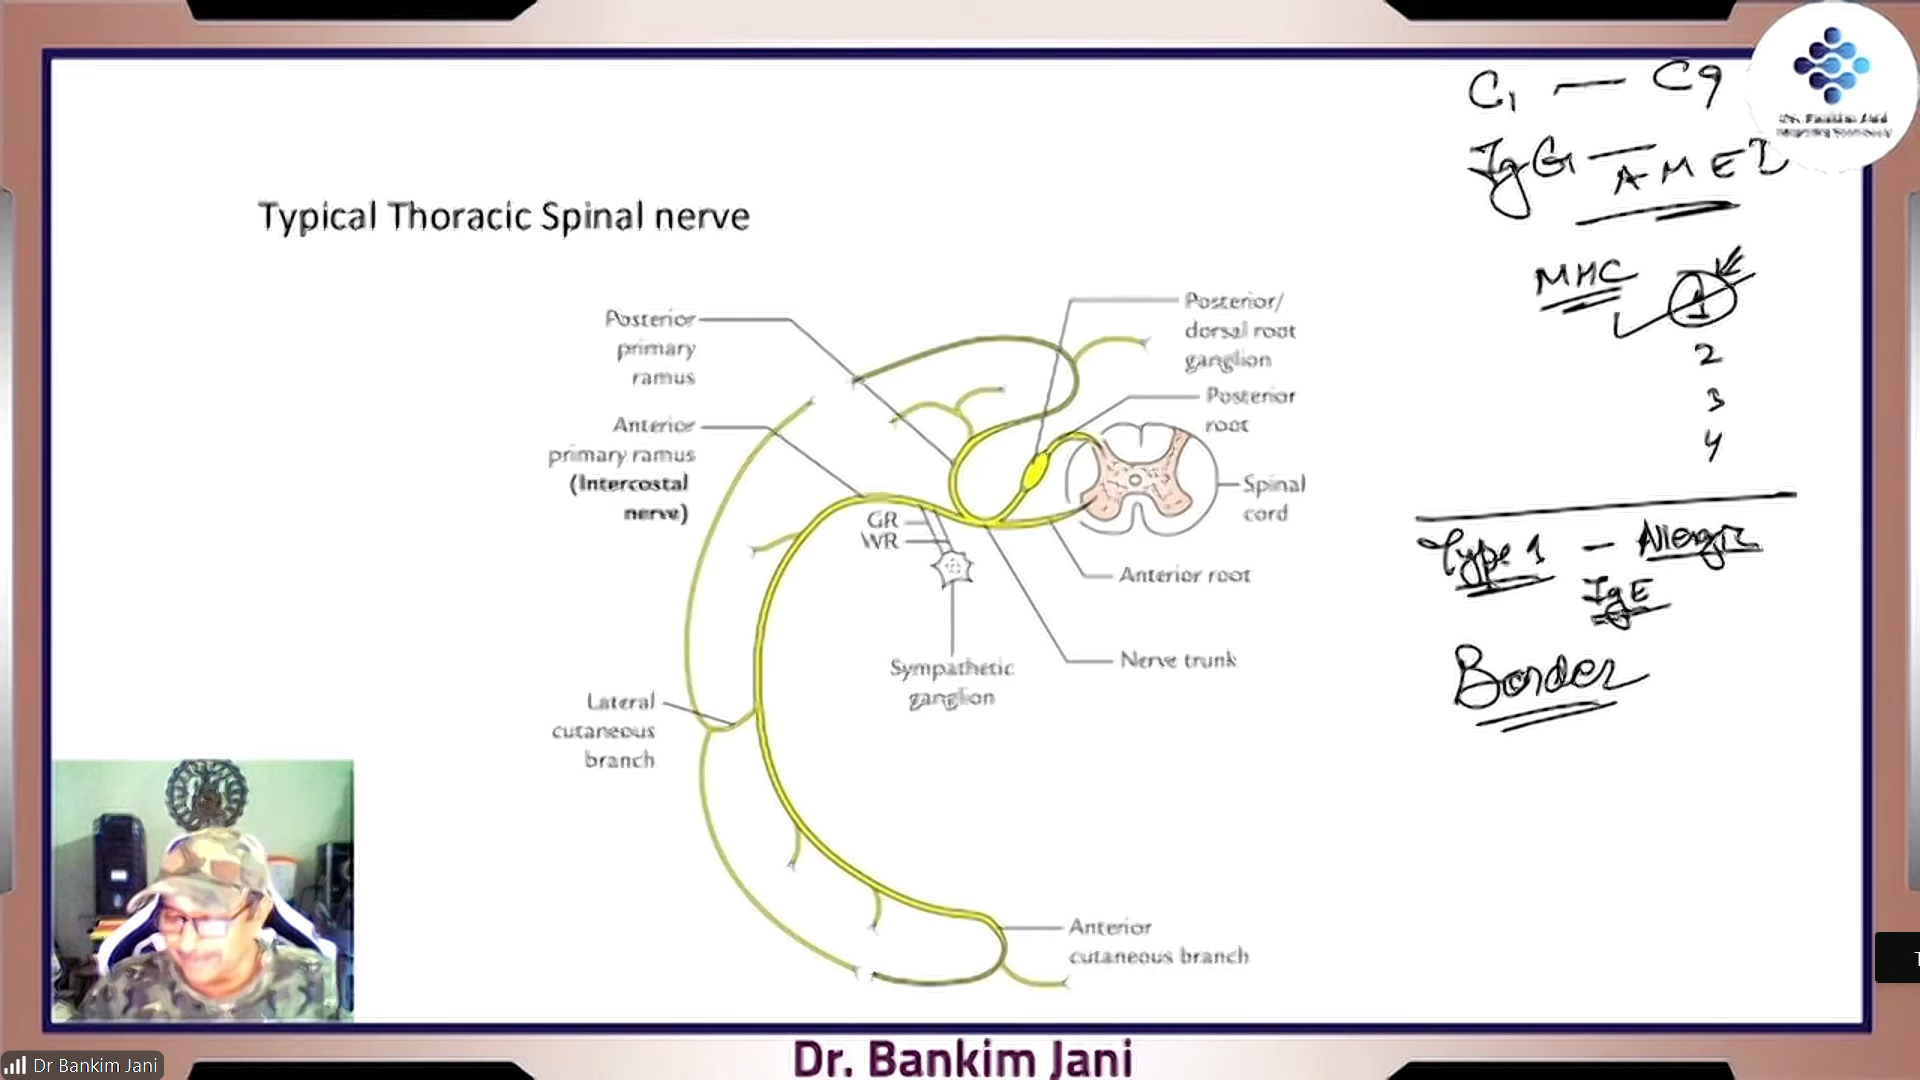 C1 — C9
IgG — A M E D
Typical Thoracic Spinal nerve
MHC 1
2
3
4
Posterior
primary
ramus
Posterior/
dorsal root
ganglion
Anterior
primary ramus
(Intercostal
nerve)
Posterior
root
Spinal
cord
GR
WR
Anterior root
Type 1 — Allergic
IgE
Nerve trunk
Sympathetic
ganglion
Border
Lateral
cutaneous
branch
Anterior
cutaneous branch
Dr. Bankim Jani
Dr Bankim Jani